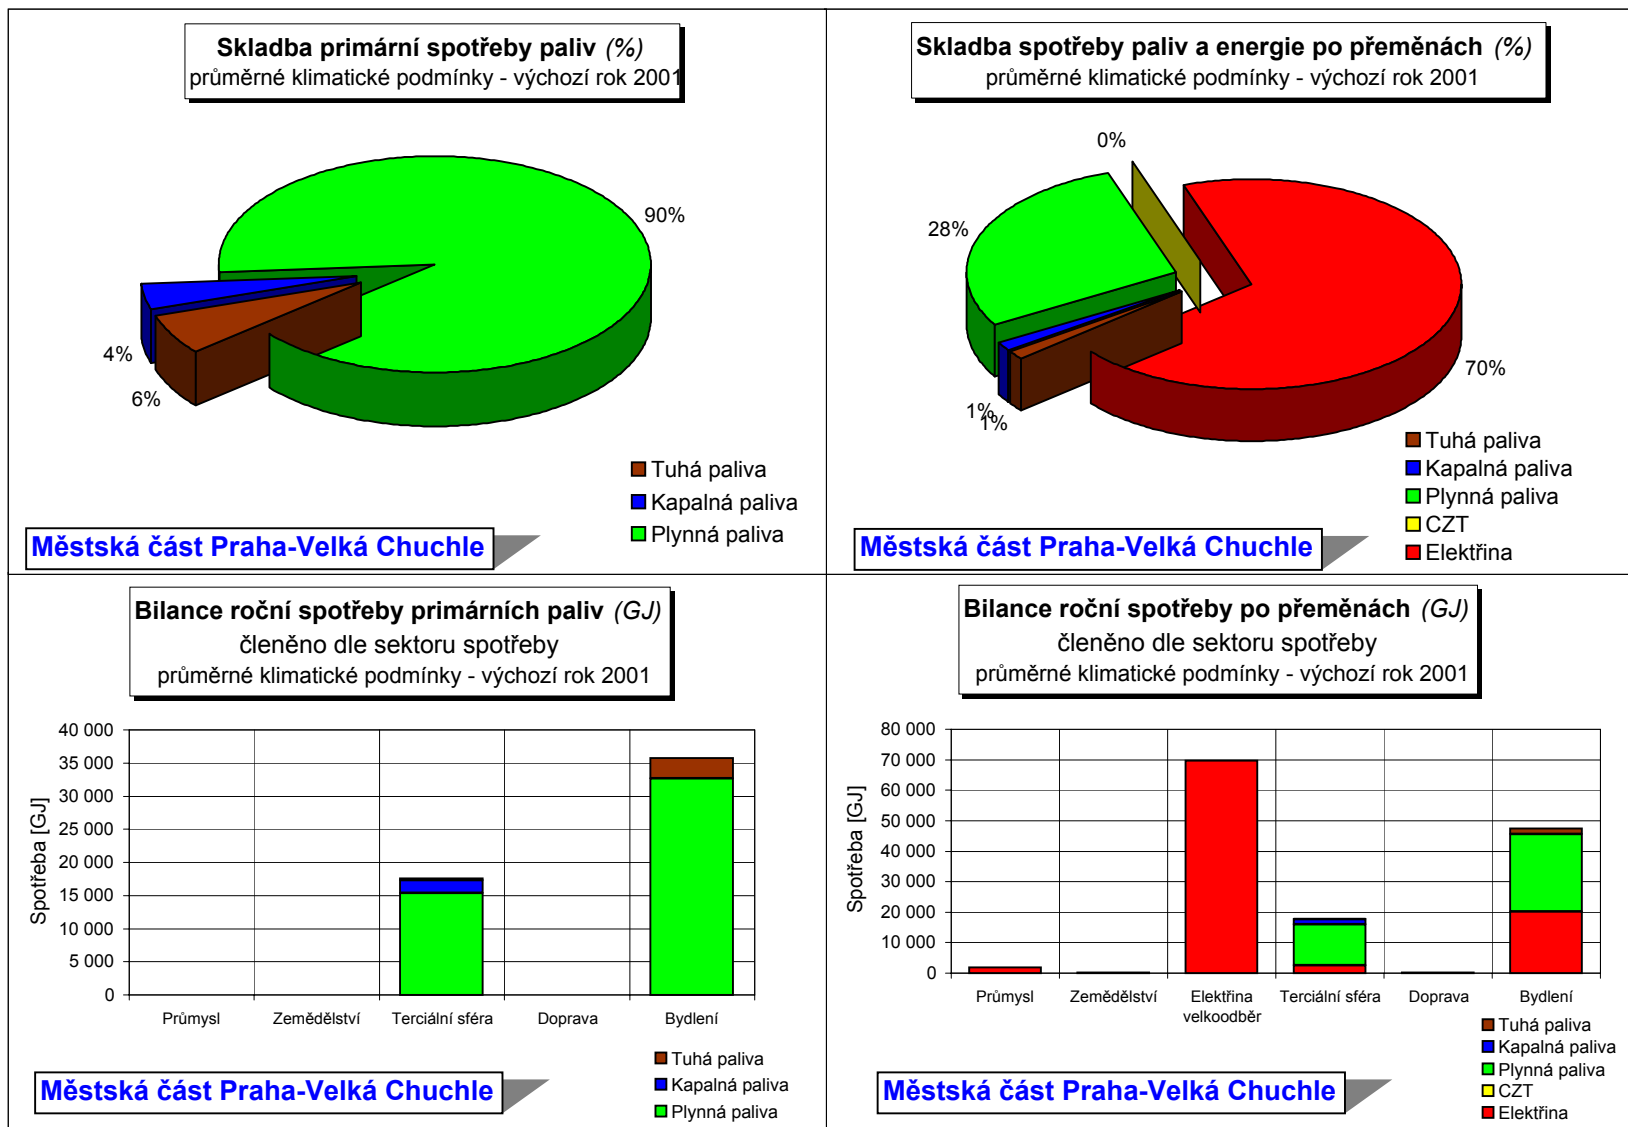 Skladba primární spotřeby paliv (%)
průměrné klimatické podmínky - výchozí rok 2001
90%
4%
6%
Tuhá paliva
Kapalná paliva
Plynná paliva
Městská část Praha-Velká Chuchle
Skladba spotřeby paliv a energie po přeměnách (%)
průměrné klimatické podmínky - výchozí rok 2001
0%
28%
70%
1%
1%
Tuhá paliva
Kapalná paliva
Plynná paliva
CZT
Elektřina
Městská část Praha-Velká Chuchle
Bilance roční spotřeby primárních paliv (GJ)
členěno dle sektoru spotřeby
průměrné klimatické podmínky - výchozí rok 2001
Spotřeba [GJ]
40 000
35 000
30 000
25 000
20 000
15 000
10 000
5 000
0
Průmysl Zemědělství Terciální sféra Doprava Bydlení
Tuhá paliva
Kapalná paliva
Plynná paliva
Městská část Praha-Velká Chuchle
Bilance roční spotřeby po přeměnách (GJ)
členěno dle sektoru spotřeby
průměrné klimatické podmínky - výchozí rok 2001
Spotřeba [GJ]
80 000
70 000
60 000
50 000
40 000
30 000
20 000
10 000
0
Průmysl Zemědělství Elektřina Terciální sféra Doprava Bydlení
velkoodběr
Tuhá paliva
Kapalná paliva
Plynná paliva
CZT
Elektřina
Městská část Praha-Velká Chuchle